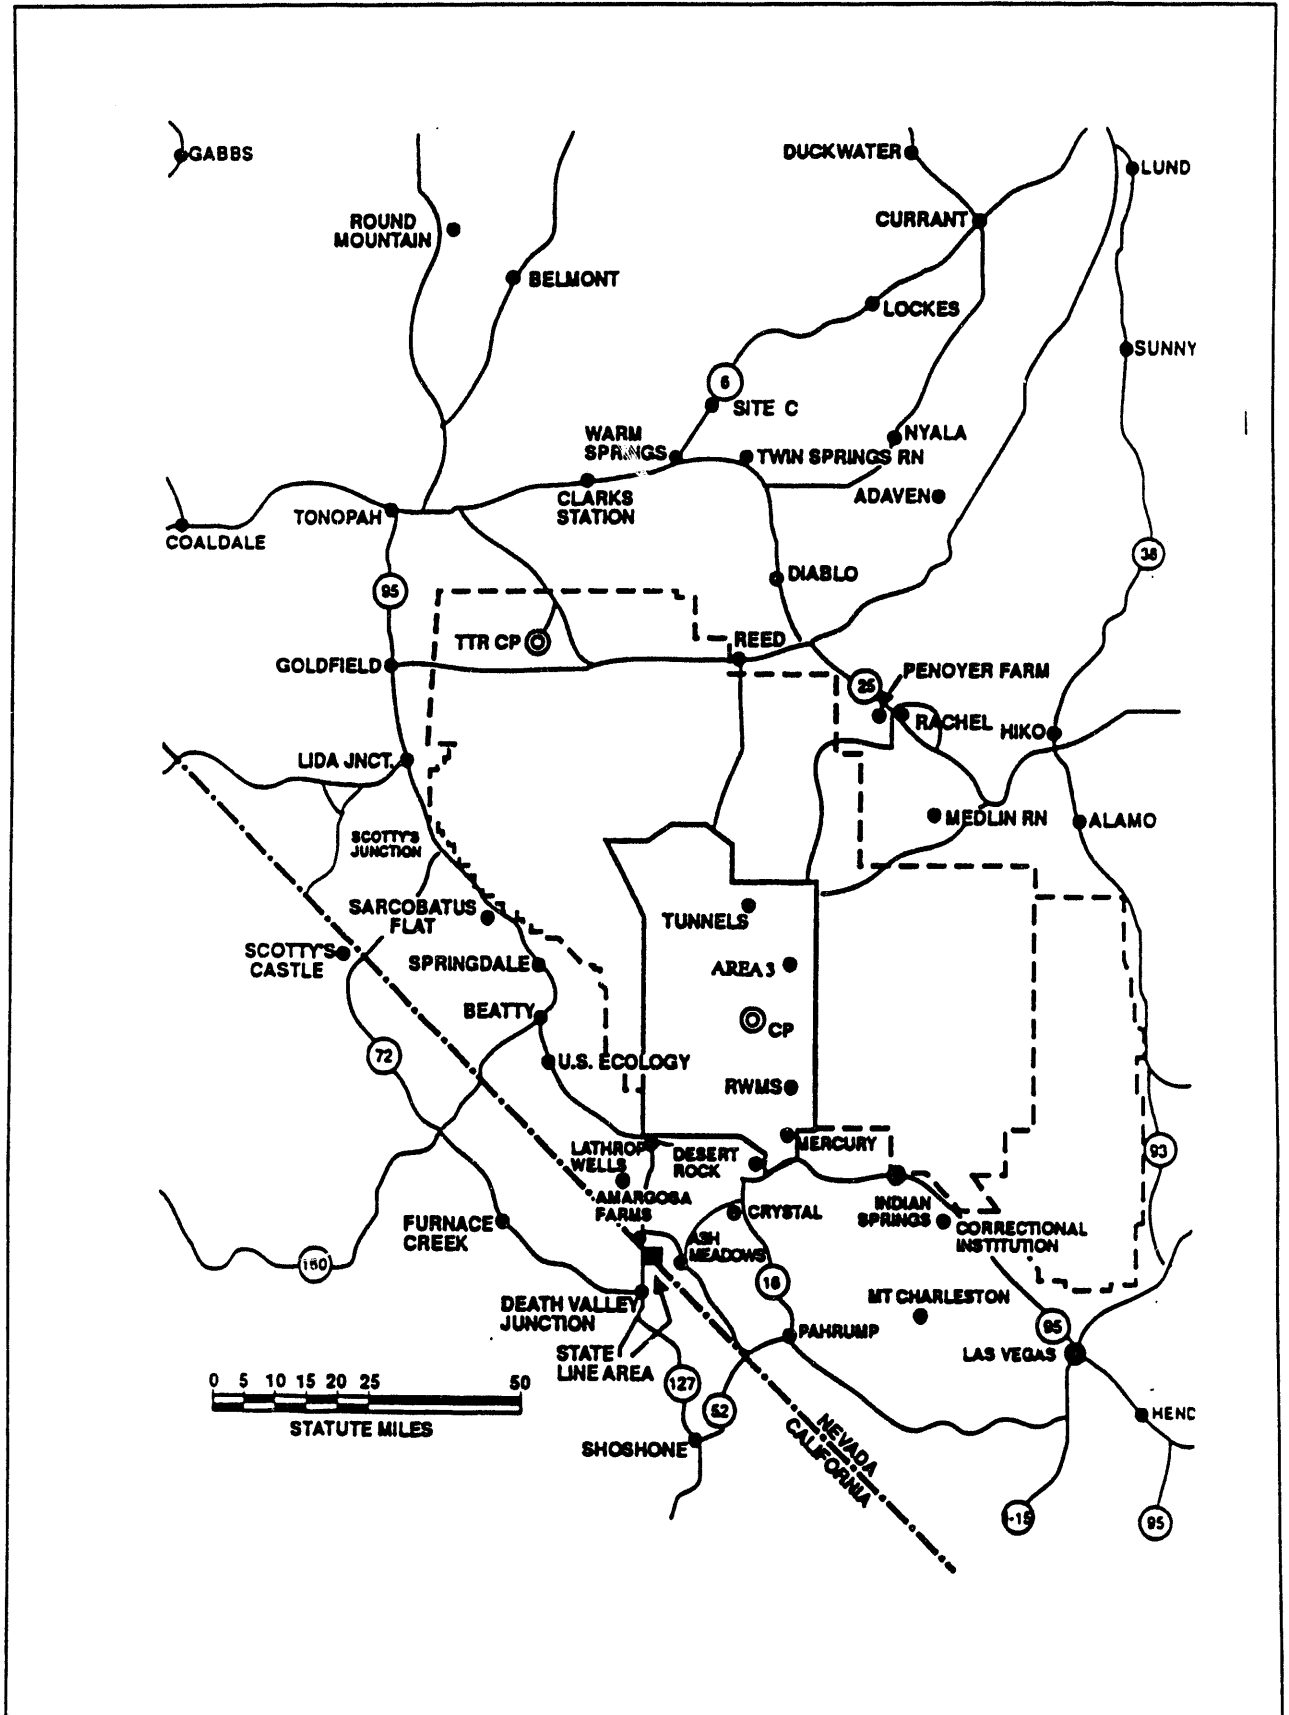 GABBS
DUCKWATER
LUND
ROUND
MOUNTAIN
CURRANT
BELMONT
LOCKES
SUNNY
6
SITE C
WARM
SPRINGS
NYALA
TWIN SPRINGS RN
CLARKS
STATION
ADAVEN
TONOPAH
COALDALE
38
DIABLO
95
TTR CP
REED
GOLDFIELD
PENOYER FARM
25
RACHEL
HIKO
LIDA JNCT.
MEDLIN RN
ALAMO
SCOTTY'S
JUNCTION
SARCOBATUS
FLAT
TUNNELS
SCOTTY'S
CASTLE
SPRINGDALE
AREA 3
BEATTY
CP
72
U.S. ECOLOGY
RWMS
LATHROP
WELLS
DESERT
ROCK
MERCURY
93
AMARGOSA
FARMS
CRYSTAL
INDIAN
SPRINGS
FURNACE
CREEK
ASH
MEADOWS
CORRECTIONAL
INSTITUTION
160
16
DEATH VALLEY
JUNCTION
MT CHARLESTON
95
PAHRUMP
LAS VEGAS
STATE
LINE AREA
0 5 10 15 20 25 50
STATUTE MILES
127
52
HEND
SHOSHONE
NEVADA
CALIFORNIA
I-15
95